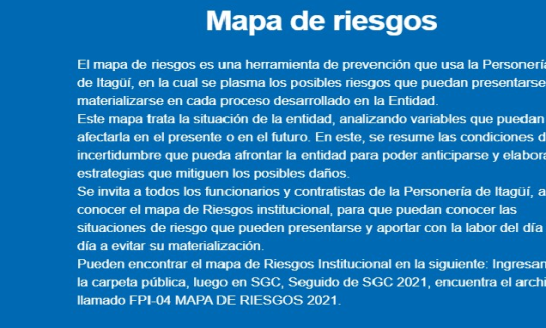 Mapa de riesgos
El mapa de riesgos es una herramienta de prevención que usa la Personería
de Itagüí, en la cual se plasma los posibles riesgos que puedan presentarse
materializarse en cada proceso desarrollado en la Entidad.
Este mapa trata la situación de la entidad, analizando variables que puedan
afectarla en el presente o en el futuro. En este, se resume las condiciones d
incertidumbre que pueda afrontar la entidad para poder anticiparse y elabora
estrategias que mitiguen los posibles daños.
Se invita a todos los funcionarios y contratistas de la Personería de Itagüí, a
conocer el mapa de Riesgos institucional, para que puedan conocer las
situaciones de riesgo que pueden presentarse y aportar con la labor del día
día a evitar su materialización.
Pueden encontrar el mapa de Riesgos Institucional en la siguiente: Ingresan
la carpeta pública, luego en SGC, Seguido de SGC 2021, encuentra el archi
llamado FPI-04 MAPA DE RIESGOS 2021.